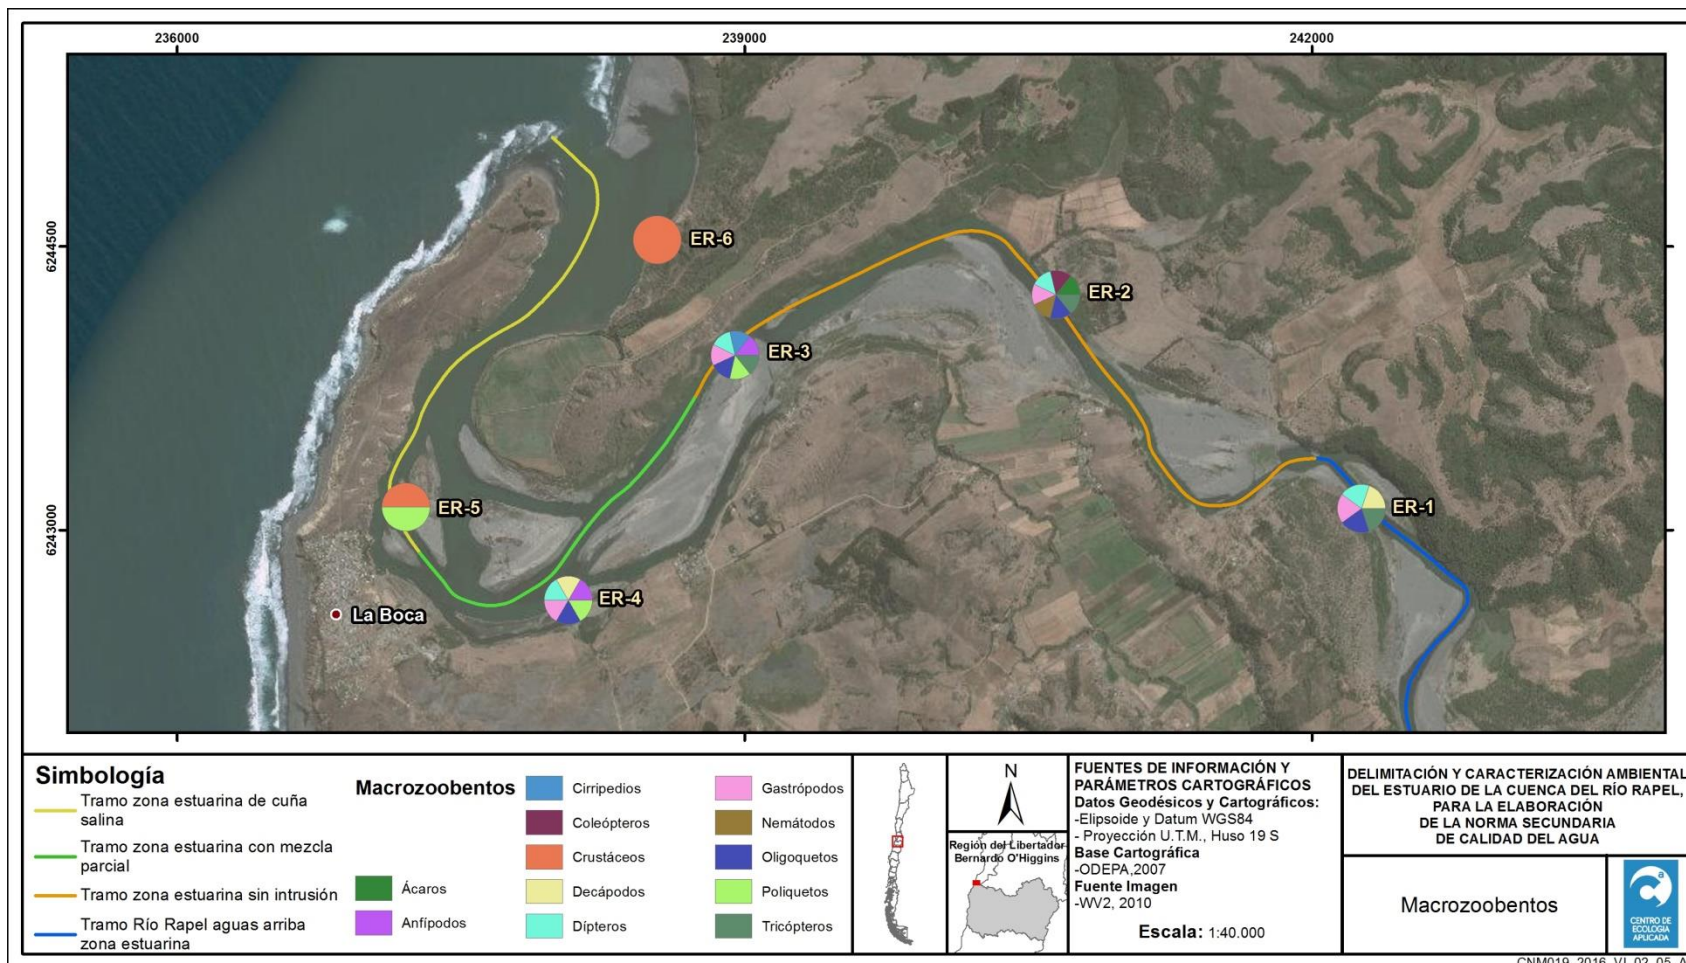 236000
239000
242000
6244500
6243000
ER-6
ER-2
ER-3
ER-5
ER-1
ER-4
La Boca
Simbología
Tramo zona estuarina de cuña
salina
Tramo zona estuarina con mezcla
parcial
Tramo zona estuarina sin intrusión
Tramo Río Rapel aguas arriba
zona estuarina
Macrozoobentos
Ácaros
Anfípodos
Cirripedios
Coleópteros
Crustáceos
Decápodos
Dípteros
Gastrópodos
Nemátodos
Oligoquetos
Poliquetos
Tricópteros
N
Región del Libertador
Bernardo O'Higgins
FUENTES DE INFORMACIÓN Y
PARÁMETROS CARTOGRÁFICOS
Datos Geodésicos y Cartográficos:
-Elipsoide y Datum WGS84
- Proyección U.T.M., Huso 19 S
Base Cartográfica
-ODEPA,2007
Fuente Imagen
-WV2, 2010
Escala: 1:40.000
DELIMITACIÓN Y CARACTERIZACIÓN AMBIENTAL
DEL ESTUARIO DE LA CUENCA DEL RÍO RAPEL,
PARA LA ELABORACIÓN
DE LA NORMA SECUNDARIA
DE CALIDAD DEL AGUA
Macrozoobentos
a
CENTRO DE
ECOLOGÍA
APLICADA